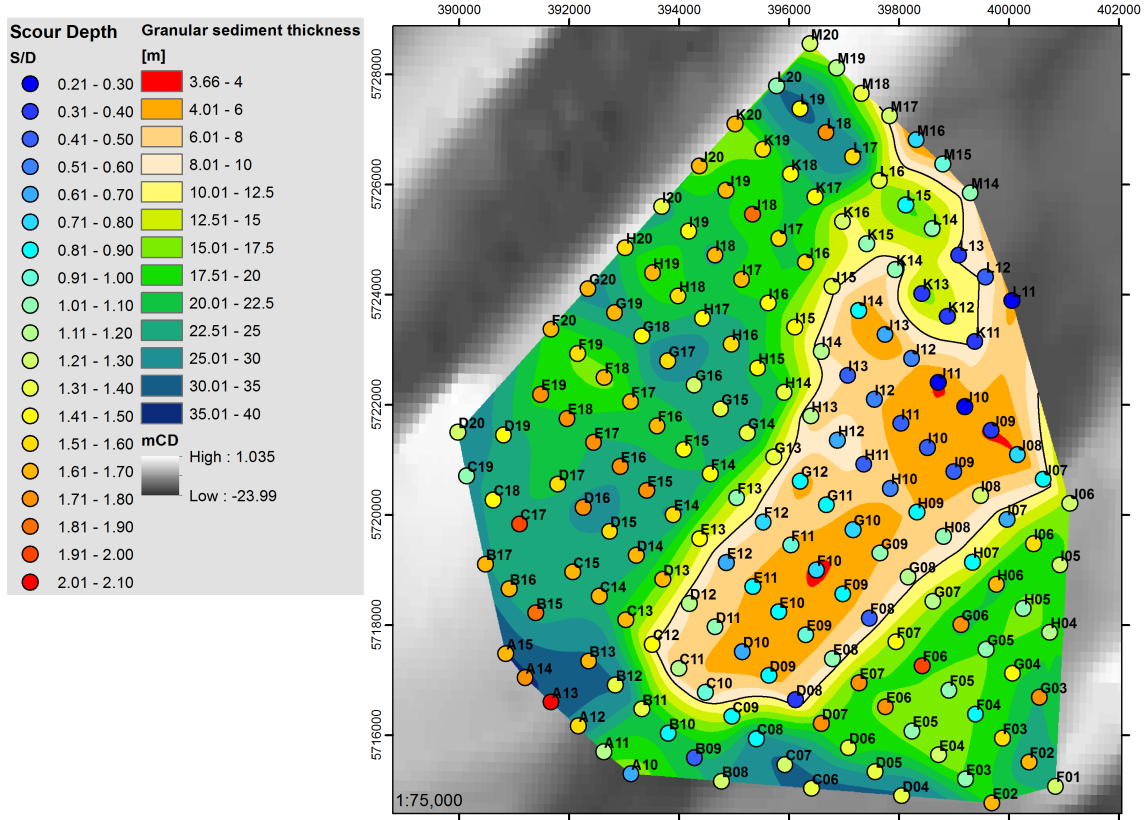 390000 392000 394000 396000 398000 400000 402000
Scour Depth
S/D
0.21 - 0.30
0.31 - 0.40
0.41 - 0.50
0.51 - 0.60
0.61 - 0.70
0.71 - 0.80
0.81 - 0.90
0.91 - 1.00
1.01 - 1.10
1.11 - 1.20
1.21 - 1.30
1.31 - 1.40
1.41 - 1.50
1.51 - 1.60
1.61 - 1.70
1.71 - 1.80
1.81 - 1.90
1.91 - 2.00
2.01 - 2.10
Granular sediment thickness
[m]
3.66 - 4
4.01 - 6
6.01 - 8
8.01 - 10
10.01 - 12.5
12.51 - 15
15.01 - 17.5
17.51 - 20
20.01 - 22.5
22.51 - 25
25.01 - 30
30.01 - 35
35.01 - 40
mCD
High : 1.035
Low : -23.99
5728000
5726000
5724000
5722000
5720000
5718000
5716000
M20
M19
L20 M18
L19 M17
K20 L18 M16
K19 L17 M15
J20 K18 L16 M14
J19 K17 L15
I20 J18 K16 L14
I19 J17 K15 L13
H20 I18 J16 K14 L12
H19 I17 J15 K13 L11
G20 H18 I16 J14 K12
G19 H17 I15 J13 K11
F20 G18 H16 I14 J12
F19 G17 H15 I13 J11
F18 G16 H14 I12 J10
E19 F17 G15 H13 I11 J09
E18 F16 G14 H12 I10 J08
D20 D19 E17 F15 G13 H11 I09 J07
C19 E16 F14 G12 H10 I08 J06
C18 D17 E15 F13 G11 H09 I07
C17 D16 E14 F12 G10 H08 I06
D15 E13 F11 G09 H07 I05
B17 C15 D14 E12 F10 G08 H06
B16 C14 D13 E11 F09 G07 H05
B15 C13 D12 E10 F08 G06 H04
A15 B13 C12 D11 E09 F07 G05
A14 B12 C11 D10 E08 F06 G04
A13 B11 C10 D09 E07 F05 G03
A12 B10 C09 D08 E06 F04
A11 B09 C08 D07 E05 F03
A10 B08 C07 D06 E04 F02
C06 D05 E03 F01
D04 E02
1:75,000